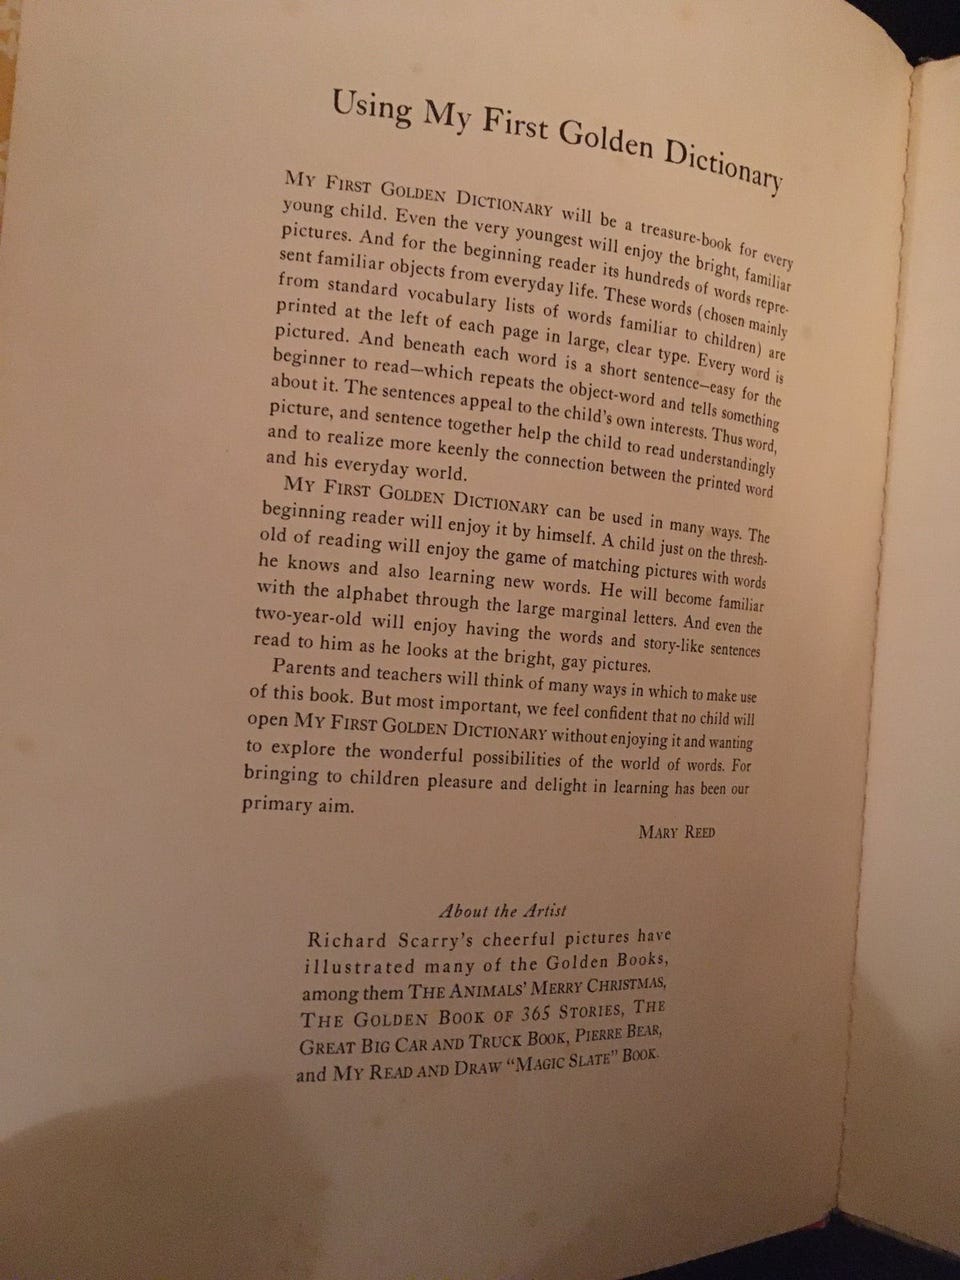 Using My First Golden Dictionary
MY FIRST GOLDEN DICTIONARY will be a treasure-book for every
young child. Even the very youngest will enjoy the bright, familiar
pictures. And for the beginning reader its hundreds of words repre-
sent familiar objects from everyday life. These words (chosen mainly
from standard vocabulary lists of words familiar to children) are
printed at the left of each page in large, clear type. Every word is
pictured. And beneath each word is a short sentence—easy for the
beginner to read—which repeats the object-word and tells something
about it. The sentences appeal to the child's own interests. Thus word,
picture, and sentence together help the child to read understandingly
and to realize more keenly the connection between the printed word
and his everyday world.
MY FIRST GOLDEN DICTIONARY can be used in many ways. The
beginning reader will enjoy it by himself. A child just on the thresh-
old of reading will enjoy the game of matching pictures with words
he knows and also learning new words. He will become familiar
with the alphabet through the large marginal letters. And even the
two-year-old will enjoy having the words and story-like sentences
read to him as he looks at the bright, gay pictures.
Parents and teachers will think of many ways in which to make use
of this book. But most important, we feel confident that no child will
open MY FIRST GOLDEN DICTIONARY without enjoying it and wanting
to explore the wonderful possibilities of the world of words. For
bringing to children pleasure and delight in learning has been our
primary aim.
MARY REED
About the Artist
Richard Scarry's cheerful pictures have
illustrated many of the Golden Books,
among them THE ANIMALS' MERRY CHRISTMAS,
THE GOLDEN BOOK OF 365 STORIES, THE
GREAT BIG CAR AND TRUCK BOOK, PIERRE BEAR,
and MY READ AND DRAW "MAGIC SLATE" BOOK.